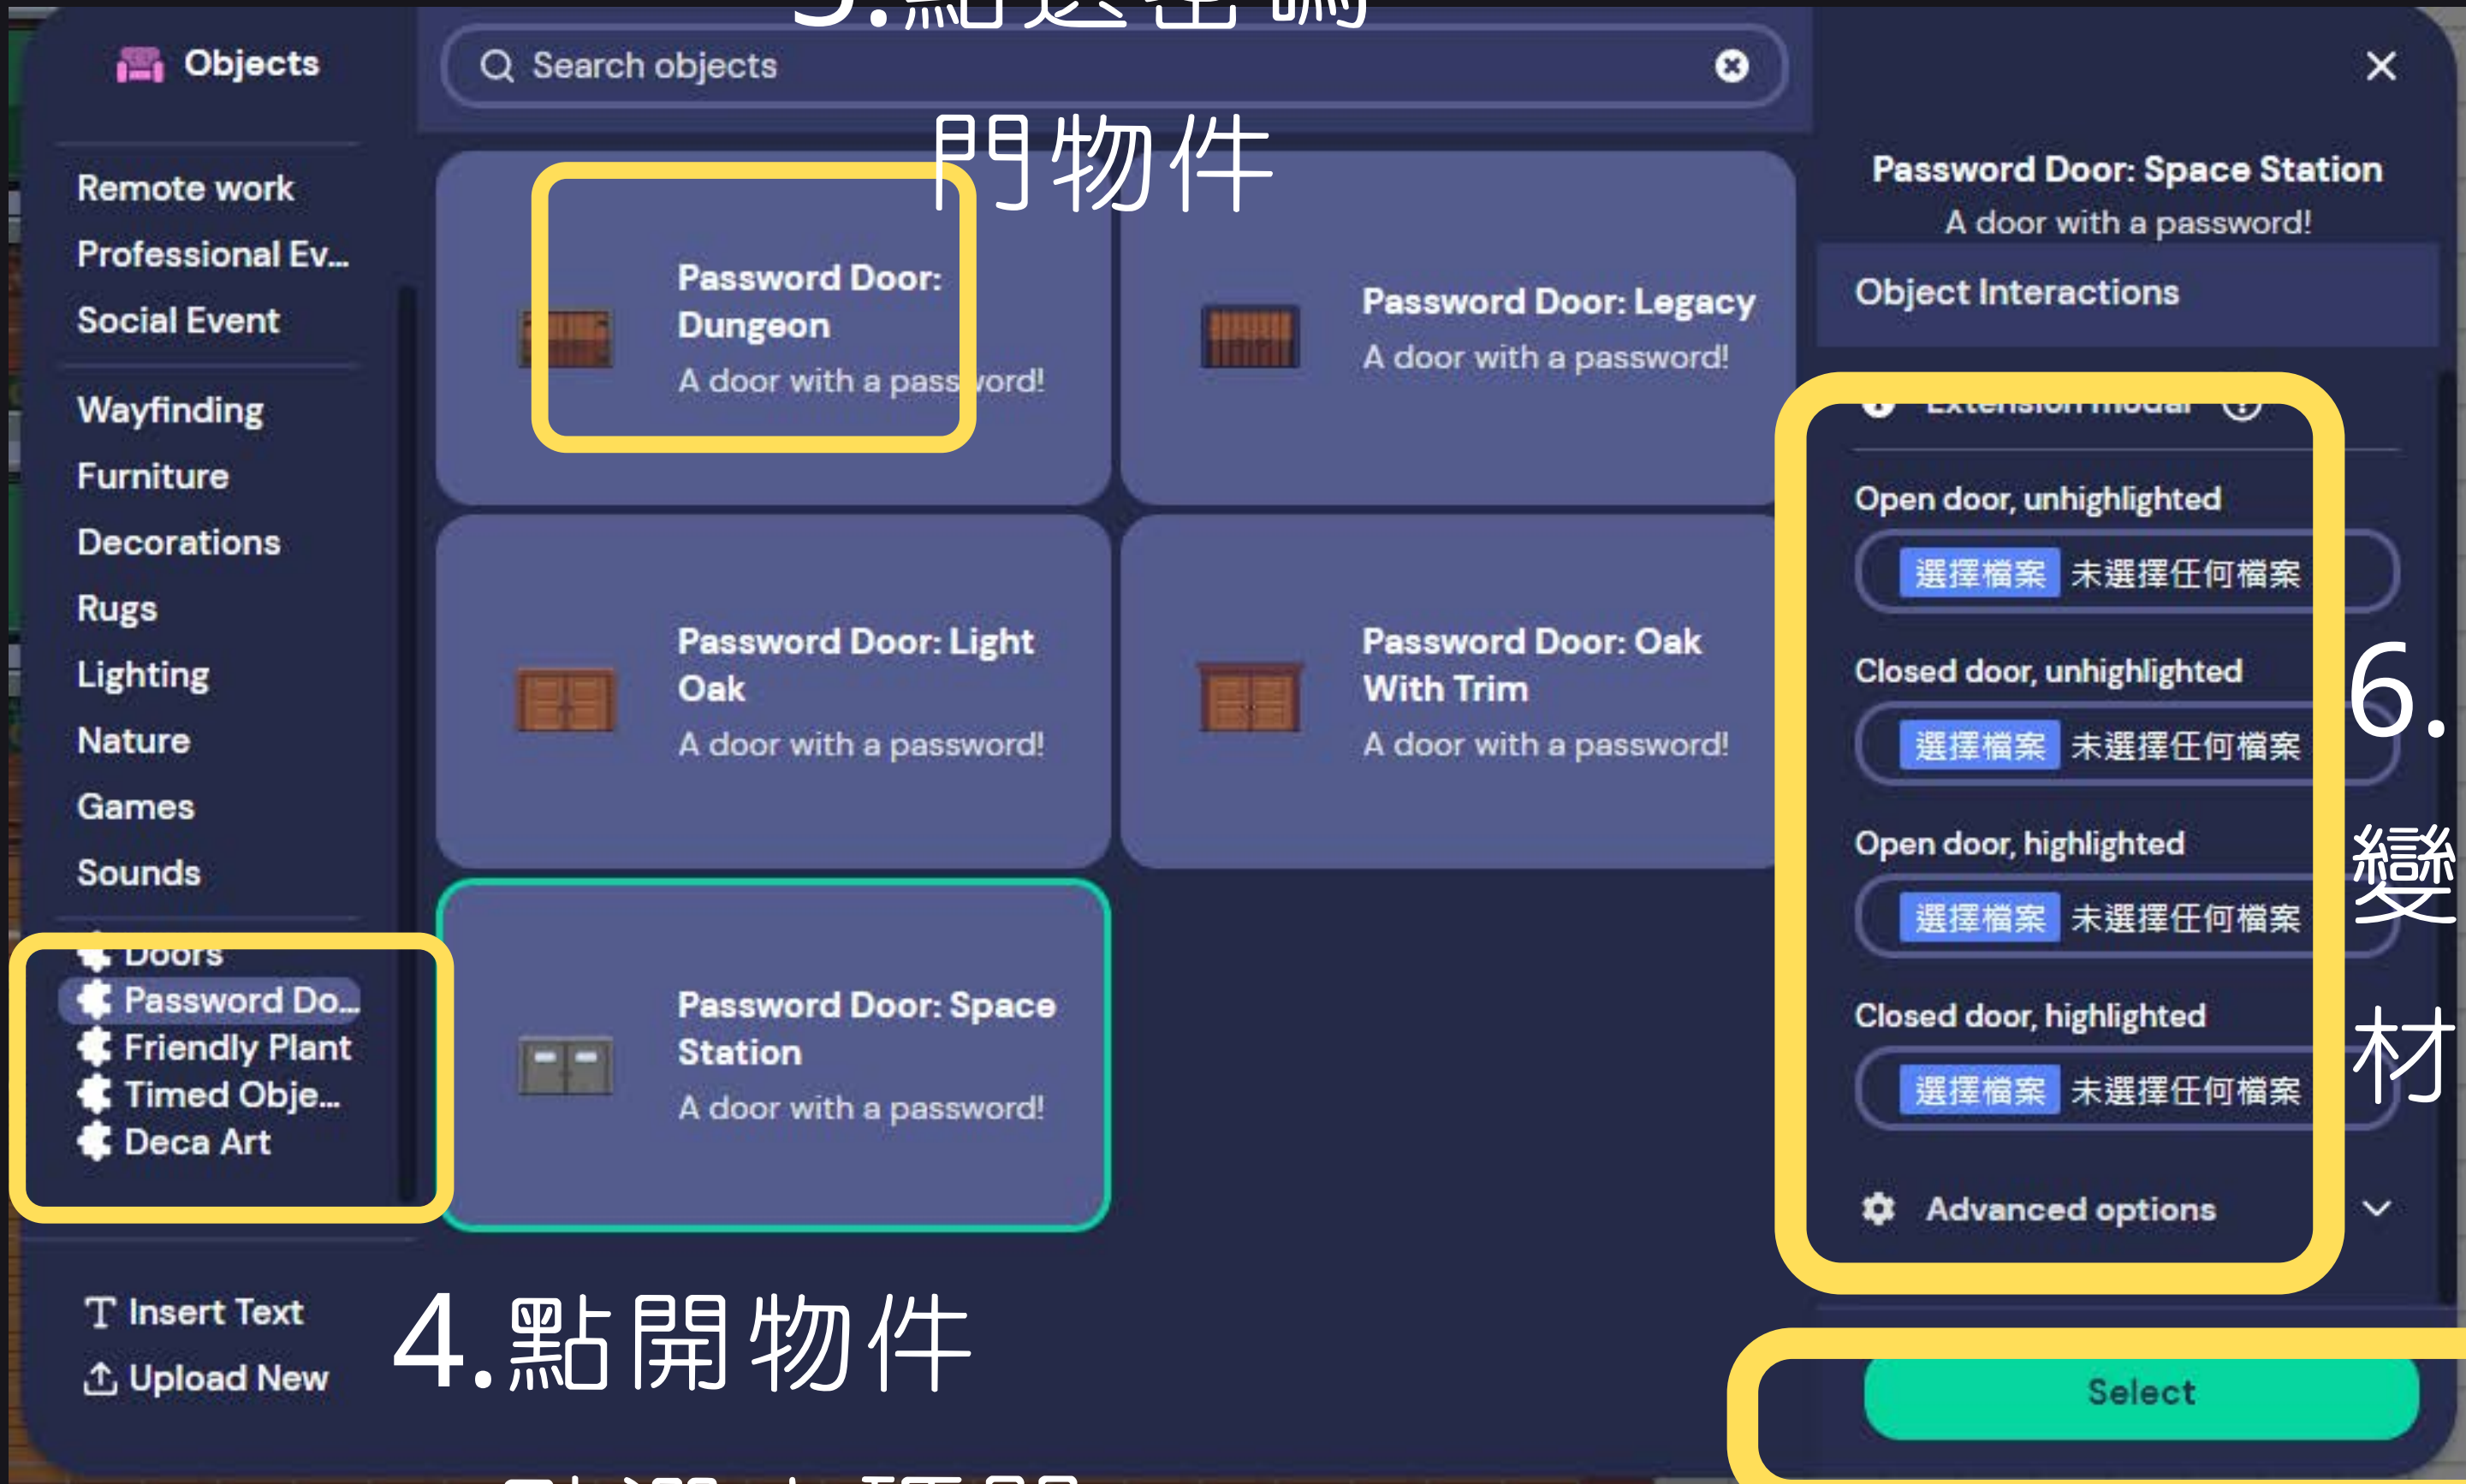 Objects
Search objects
門物件
Remote work
Professional Ev...
Social Event
Wayfinding
Furniture
Decorations
Rugs
Lighting
Nature
Games
Sounds
Doors
Password Do...
Friendly Plant
Timed Obje...
Deca Art
Insert Text
Upload New
Password Door:
Dungeon
A door with a password!
Password Door: Legacy
A door with a password!
Password Door: Light
Oak
A door with a password!
Password Door: Oak
With Trim
A door with a password!
Password Door: Space
Station
A door with a password!
4.點開物件
Password Door: Space Station
A door with a password!
Object Interactions
Extension modal
Open door, unhighlighted
選擇檔案 未選擇任何檔案
Closed door, unhighlighted
選擇檔案 未選擇任何檔案
Open door, highlighted
選擇檔案 未選擇任何檔案
Closed door, highlighted
選擇檔案 未選擇任何檔案
Advanced options
6.
變
材
Select